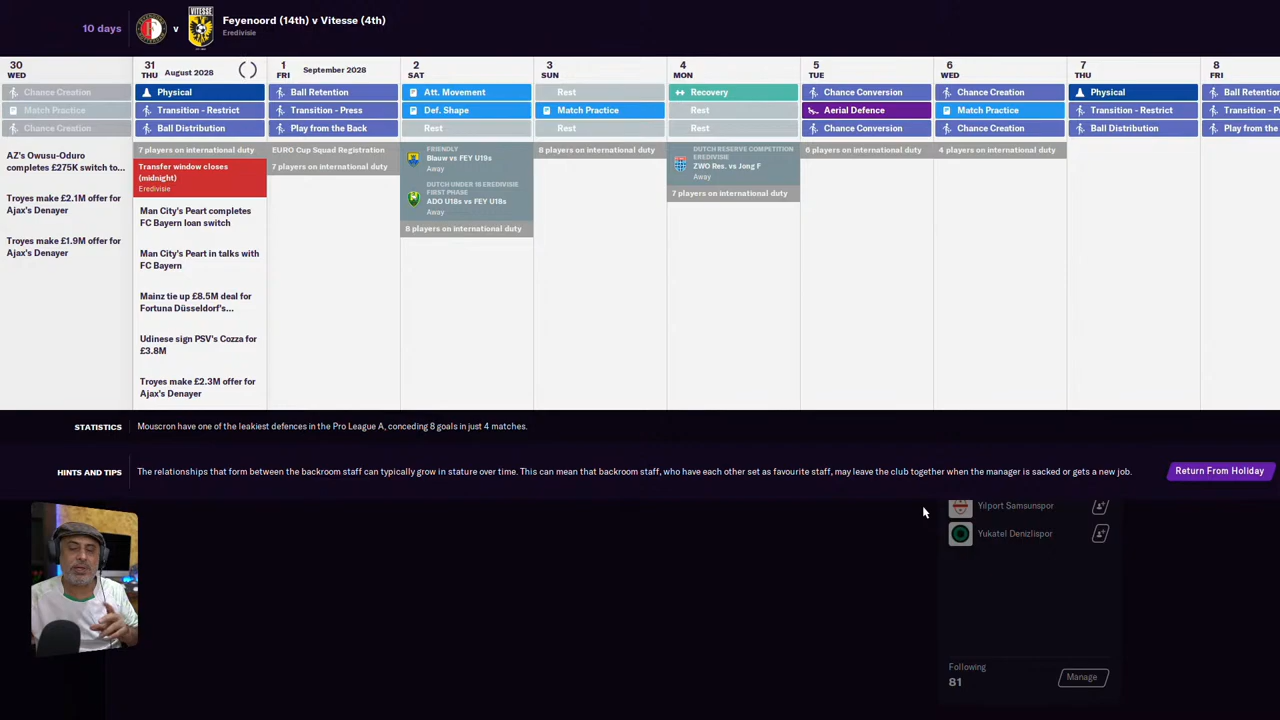 10 days
v
VITESSE
Feyenoord (14th) v Vitesse (4th)
Eredivisie
30
WED
Chance Creation
Match Practice
Chance Creation
AZ's Owusu-Oduro
completes £275K switch to...
Troyes make £2.1M offer for
Ajax's Denayer
Troyes make £1.9M offer for
Ajax's Denayer
31
THU
August 2028
Physical
Transition - Restrict
Ball Distribution
7 players on international duty
Transfer window closes
(midnight)
Eredivisie
Man City's Peart completes
FC Bayern loan switch
Man City's Peart in talks with
FC Bayern
Mainz tie up £8.5M deal for
Fortuna Düsseldorf's...
Udinese sign PSV's Cozza for
£3.8M
Troyes make £2.3M offer for
Ajax's Denayer
1
FRI
September 2028
Ball Retention
Transition - Press
Play from the Back
EURO Cup Squad Registration
7 players on international duty
2
SAT
Att. Movement
Def. Shape
Rest
FRIENDLY
Blauw vs FEY U19s
Away
DUTCH UNDER 18 EREDIVISIE
FIRST PHASE
ADO U18s vs FEY U18s
Away
8 players on international duty
3
SUN
Rest
Match Practice
Rest
8 players on international duty
4
MON
Recovery
Rest
Rest
DUTCH RESERVE COMPETITION
EREDIVISIE
ZWO Res. vs Jong F
Away
7 players on international duty
5
TUE
Chance Conversion
Aerial Defence
Chance Conversion
6 players on international duty
6
WED
Chance Creation
Match Practice
Chance Creation
4 players on international duty
7
THU
Physical
Transition - Restrict
Ball Distribution
8
FRI
Ball Retentio
Transition - P
Play from the
STATISTICS
Mouscron have one of the leakiest defences in the Pro League A, conceding 8 goals in just 4 matches.
HINTS AND TIPS
The relationships that form between the backroom staff can typically grow in stature over time. This can mean that backroom staff, who have each other set as favourite staff, may leave the club together when the manager is sacked or gets a new job.
Return From Holiday
Yilport Samsunspor
Yukatel Denizlispor
Following
81
Manage